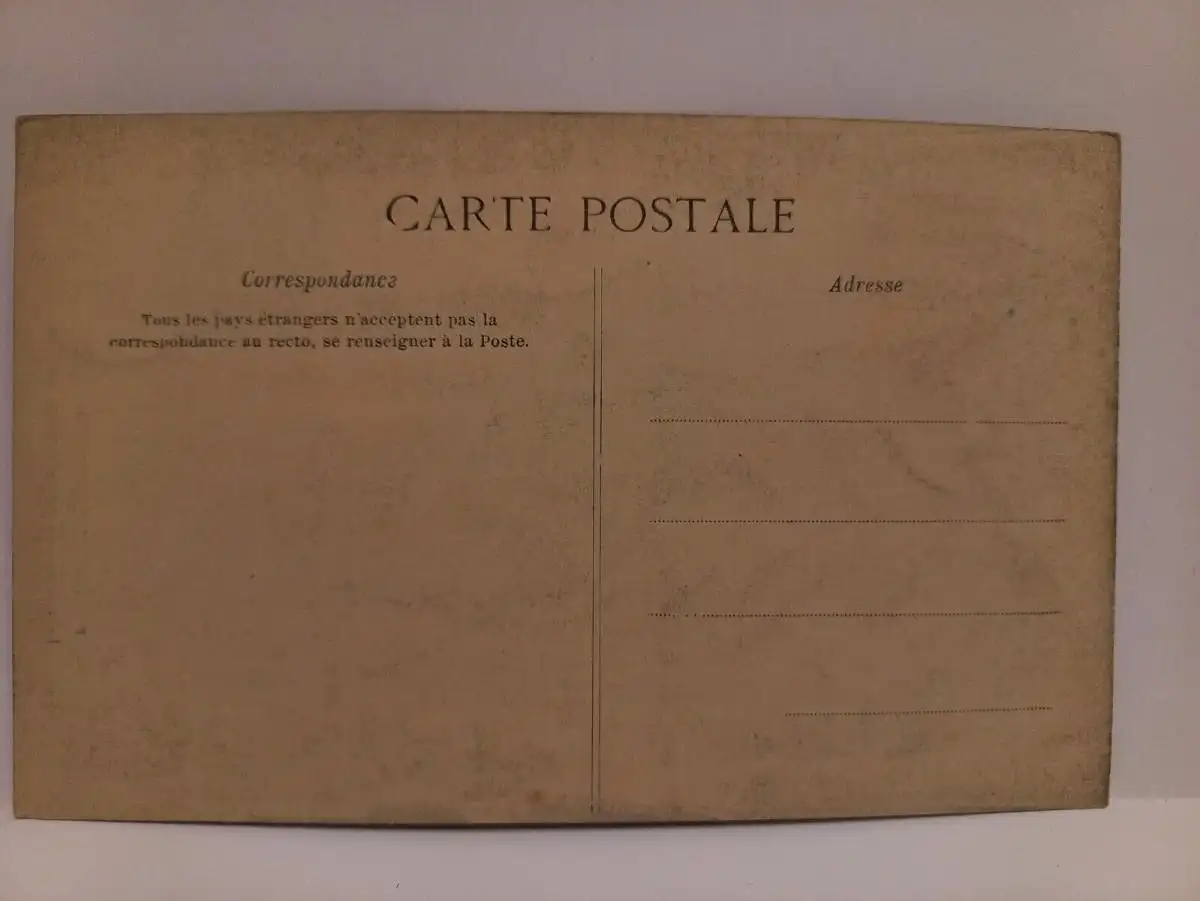 CARTE POSTALE
Correspondance
Adresse
Tous les pays étrangers n'acceptent pas la
correspondance au recto, se renseigner à la Poste.